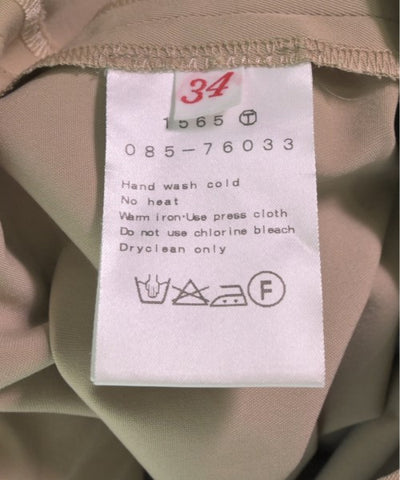 34
1565 Ⓣ
085-76033
Hand wash cold
No heat
Warm iron·Use press cloth
Do not use chlorine bleach
Dryclean only
F